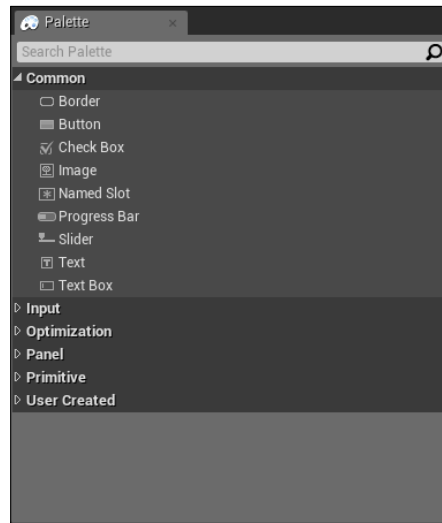 Palette
Search Palette
Common
Border
Button
Check Box
Image
Named Slot
Progress Bar
Slider
Text
Text Box
Input
Optimization
Panel
Primitive
User Created